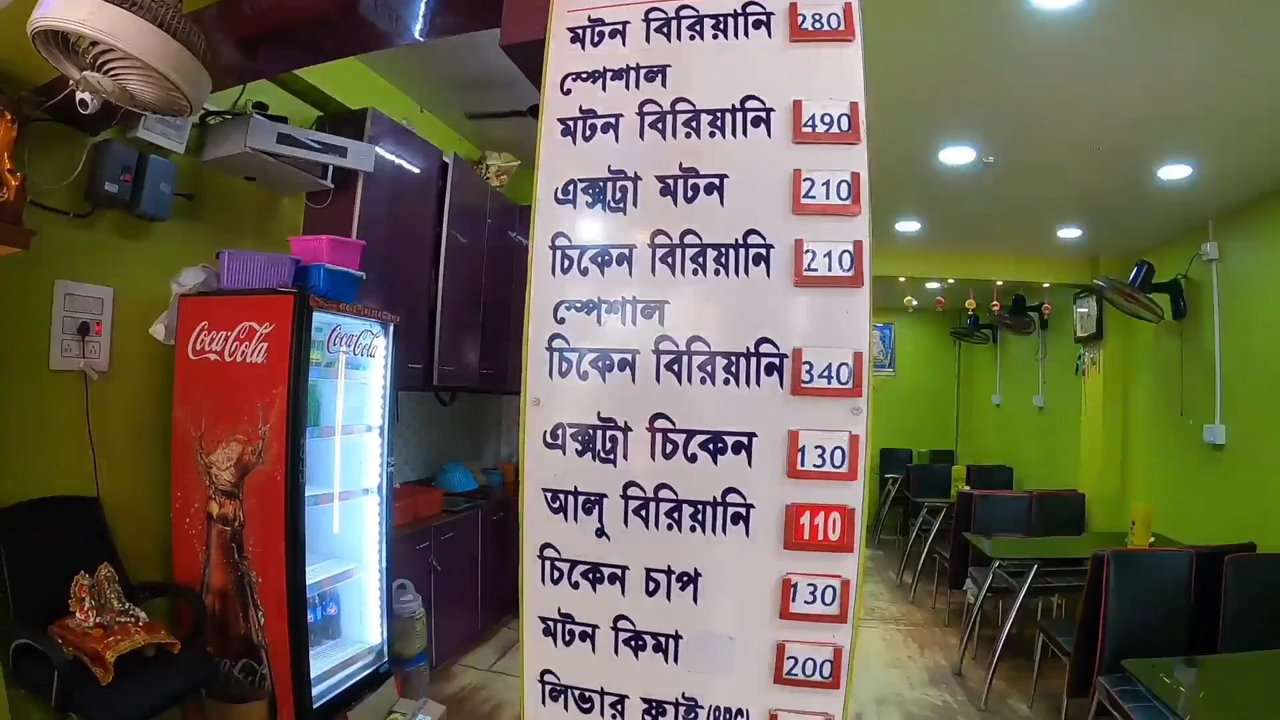 মটন বিরিয়ানি 280
স্পেশাল
মটন বিরিয়ানি 490
এক্সট্রা মটন 210
চিকেন বিরিয়ানি 210
স্পেশাল
চিকেন বিরিয়ানি 340
এক্সট্রা চিকেন 130
আলু বিরিয়ানি 110
চিকেন চাপ 130
মটন কিমা 200
লিভার ফ্রাই (8PC)
Coca-Cola
Coca-Cola